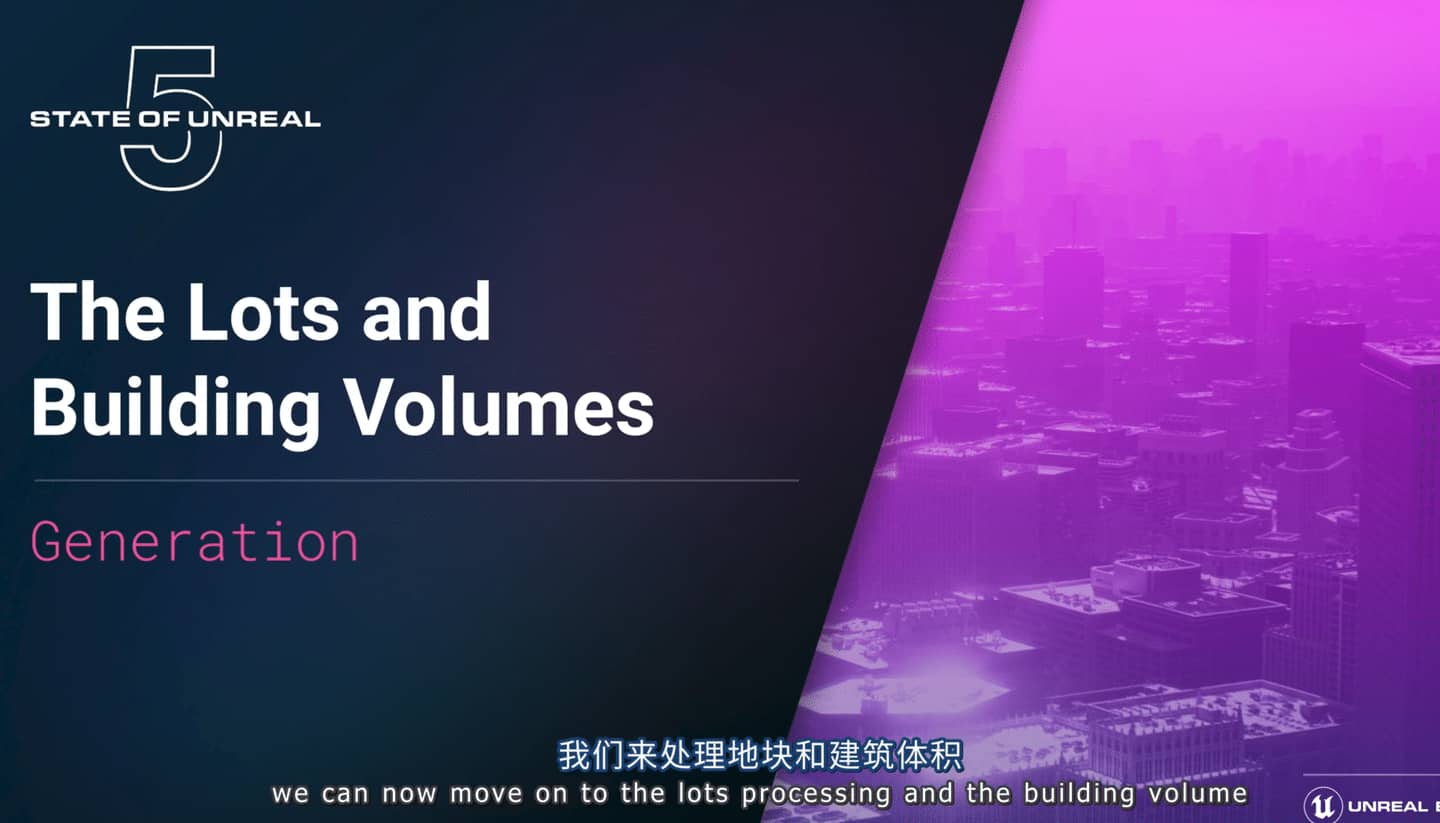 5
STATE OF UNREAL
The Lots and
Building Volumes
Generation
我们来处理地块和建筑体积
we can now move on to the lots processing and the building volume
UNREAL